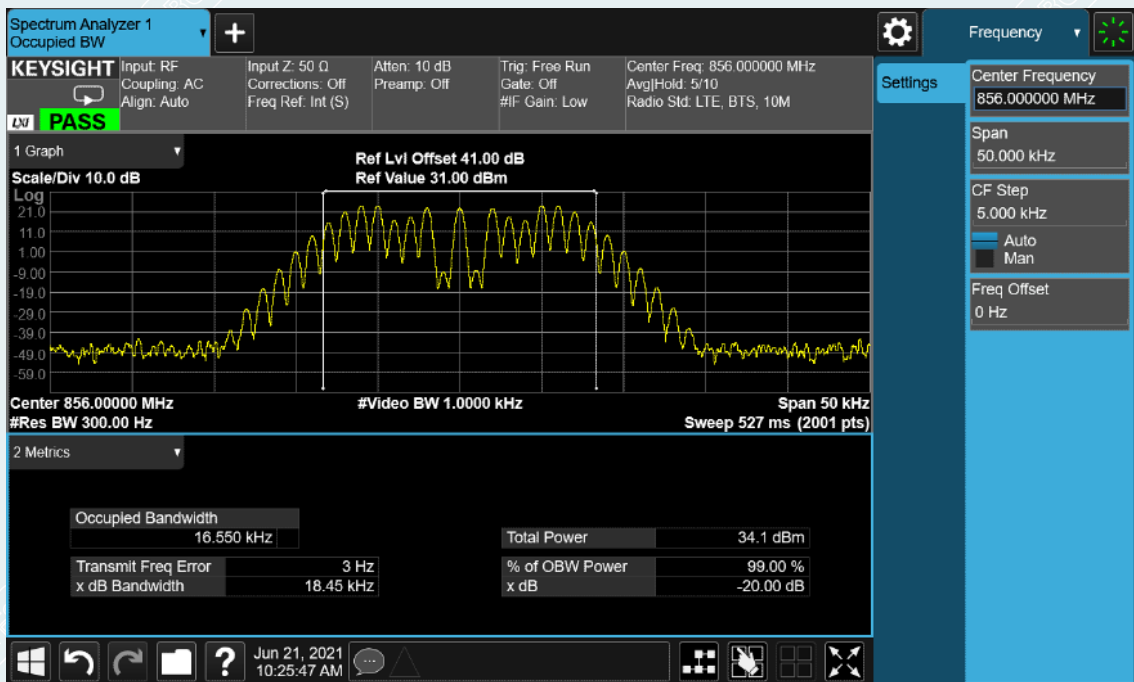 Spectrum Analyzer 1
Occupied BW
+
Frequency
KEYSIGHT
Input: RF
Coupling: AC
Align: Auto
Input Z: 50 Ω
Corrections: Off
Freq Ref: Int (S)
Atten: 10 dB
Preamp: Off
Trig: Free Run
Gate: Off
#IF Gain: Low
Center Freq: 856.000000 MHz
Avg|Hold: 5/10
Radio Std: LTE, BTS, 10M
LXI
PASS
Settings
Center Frequency
856.000000 MHz
Span
50.000 kHz
CF Step
5.000 kHz
Auto
Man
Freq Offset
0 Hz
1 Graph
Scale/Div 10.0 dB
Ref Lvl Offset 41.00 dB
Ref Value 31.00 dBm
Log
21.0
11.0
1.00
-9.00
-19.0
-29.0
-39.0
-49.0
-59.0
Center 856.00000 MHz
#Video BW 1.0000 kHz
Span 50 kHz
#Res BW 300.00 Hz
Sweep 527 ms (2001 pts)
2 Metrics
Occupied Bandwidth
16.550 kHz
Total Power 34.1 dBm
Transmit Freq Error 3 Hz
% of OBW Power 99.00 %
x dB Bandwidth 18.45 kHz
x dB -20.00 dB
?
Jun 21, 2021
10:25:47 AM